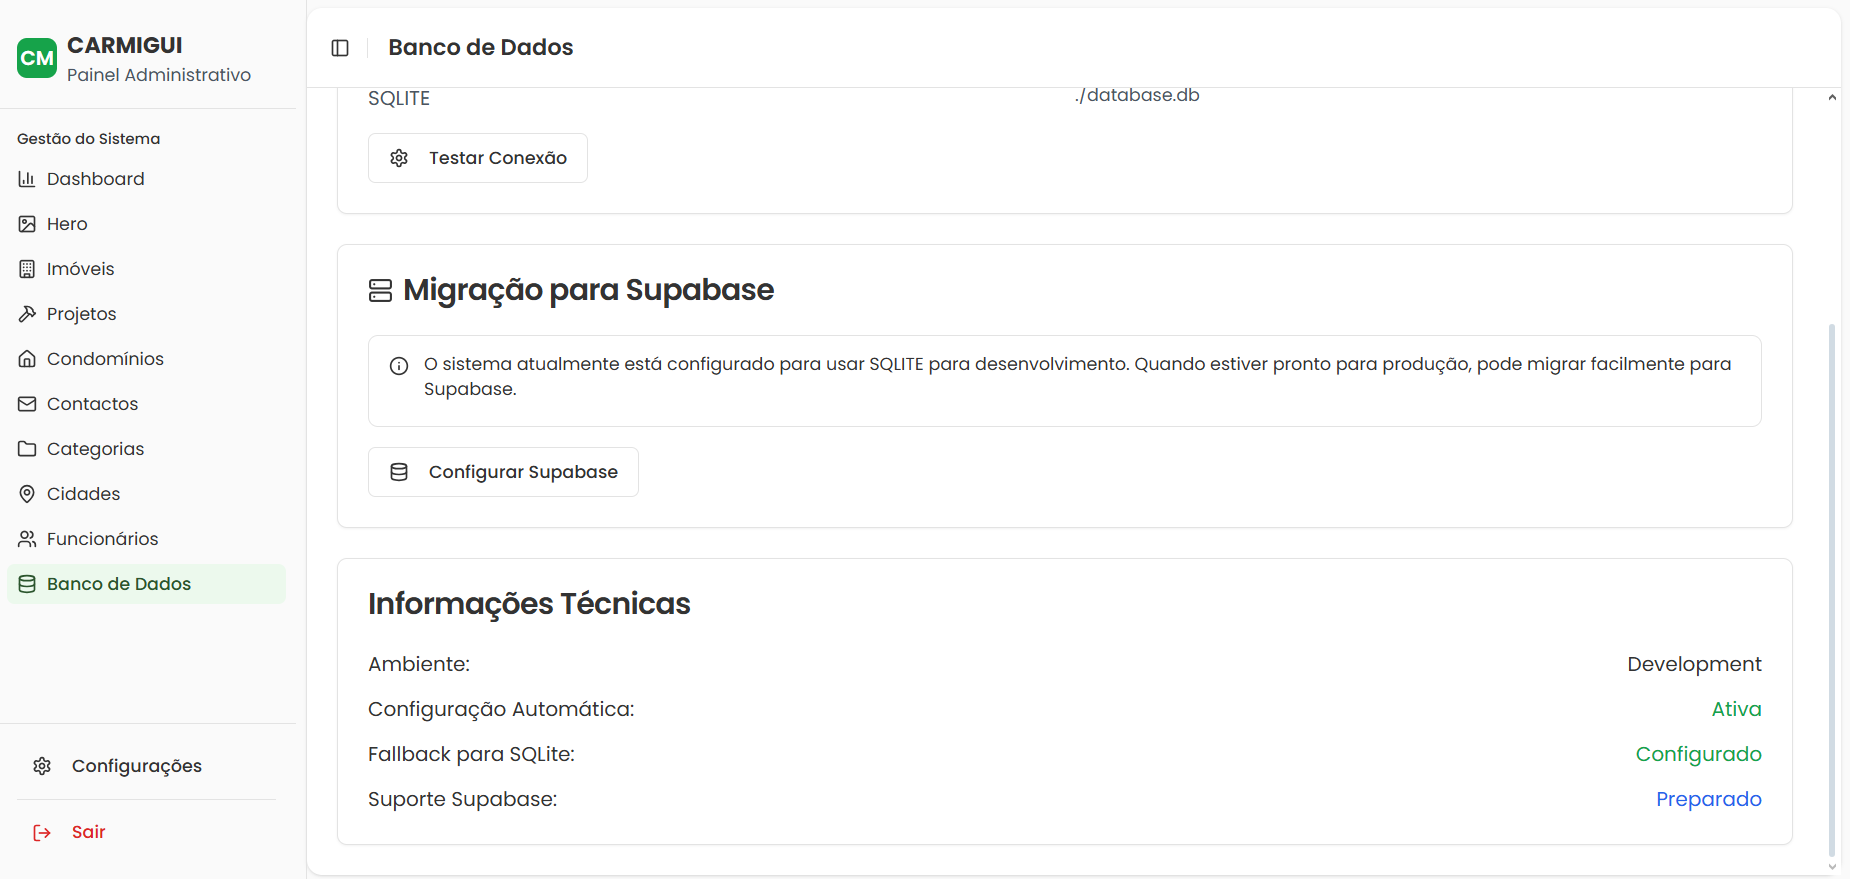 CM
CARMIGUI
Painel Administrativo
Gestão do Sistema
Dashboard
Hero
Imóveis
Projetos
Condomínios
Contactos
Categorias
Cidades
Funcionários
Banco de Dados
Configurações
Sair
Banco de Dados
SQLITE
./database.db
Testar Conexão
Migração para Supabase
O sistema atualmente está configurado para usar SQLITE para desenvolvimento. Quando estiver pronto para produção, pode migrar facilmente para
Supabase.
Configurar Supabase
Informações Técnicas
Ambiente: Development
Configuração Automática: Ativa
Fallback para SQLite: Configurado
Suporte Supabase: Preparado